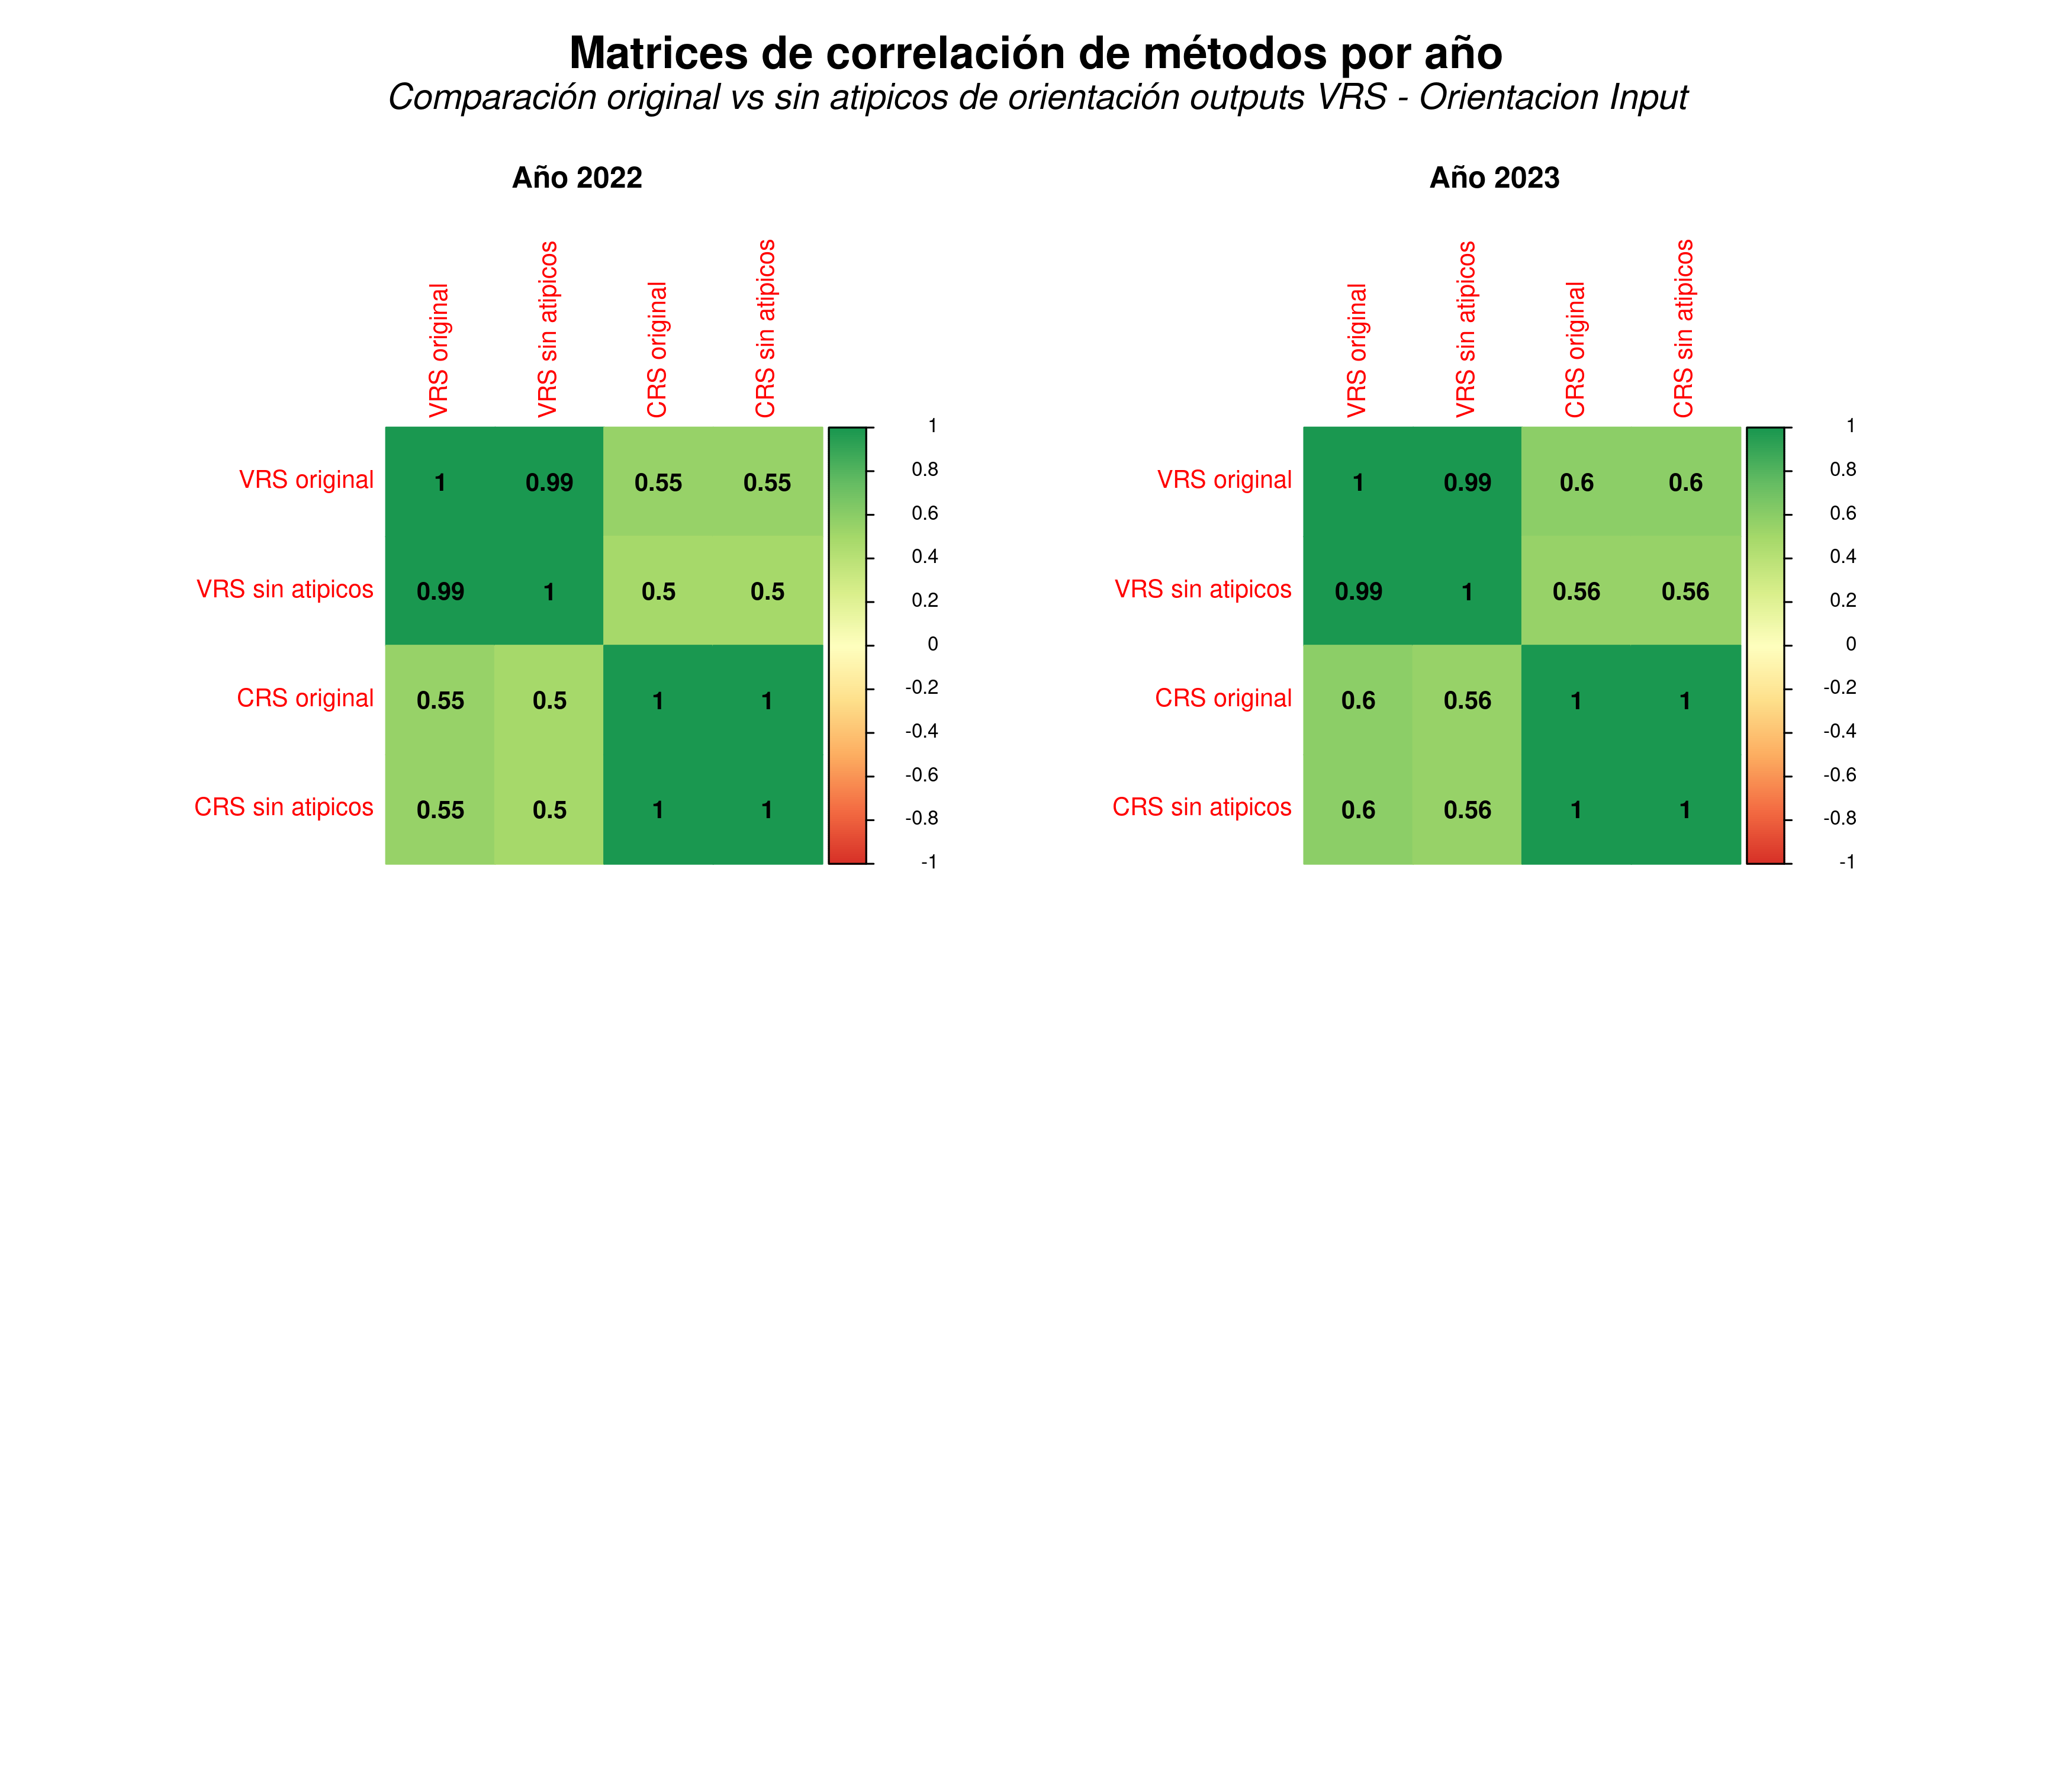 Matrices de correlación de métodos por año
Comparación original vs sin atipicos de orientación outputs VRS - Orientacion Input
Año 2022
VRS original
VRS sin atipicos
CRS original
CRS sin atipicos
VRS original 1 0.99 0.55 0.55
VRS sin atipicos 0.99 1 0.5 0.5
CRS original 0.55 0.5 1 1
CRS sin atipicos 0.55 0.5 1 1
1
0.8
0.6
0.4
0.2
0
-0.2
-0.4
-0.6
-0.8
-1
Año 2023
VRS original
VRS sin atipicos
CRS original
CRS sin atipicos
VRS original 1 0.99 0.6 0.6
VRS sin atipicos 0.99 1 0.56 0.56
CRS original 0.6 0.56 1 1
CRS sin atipicos 0.6 0.56 1 1
1
0.8
0.6
0.4
0.2
0
-0.2
-0.4
-0.6
-0.8
-1